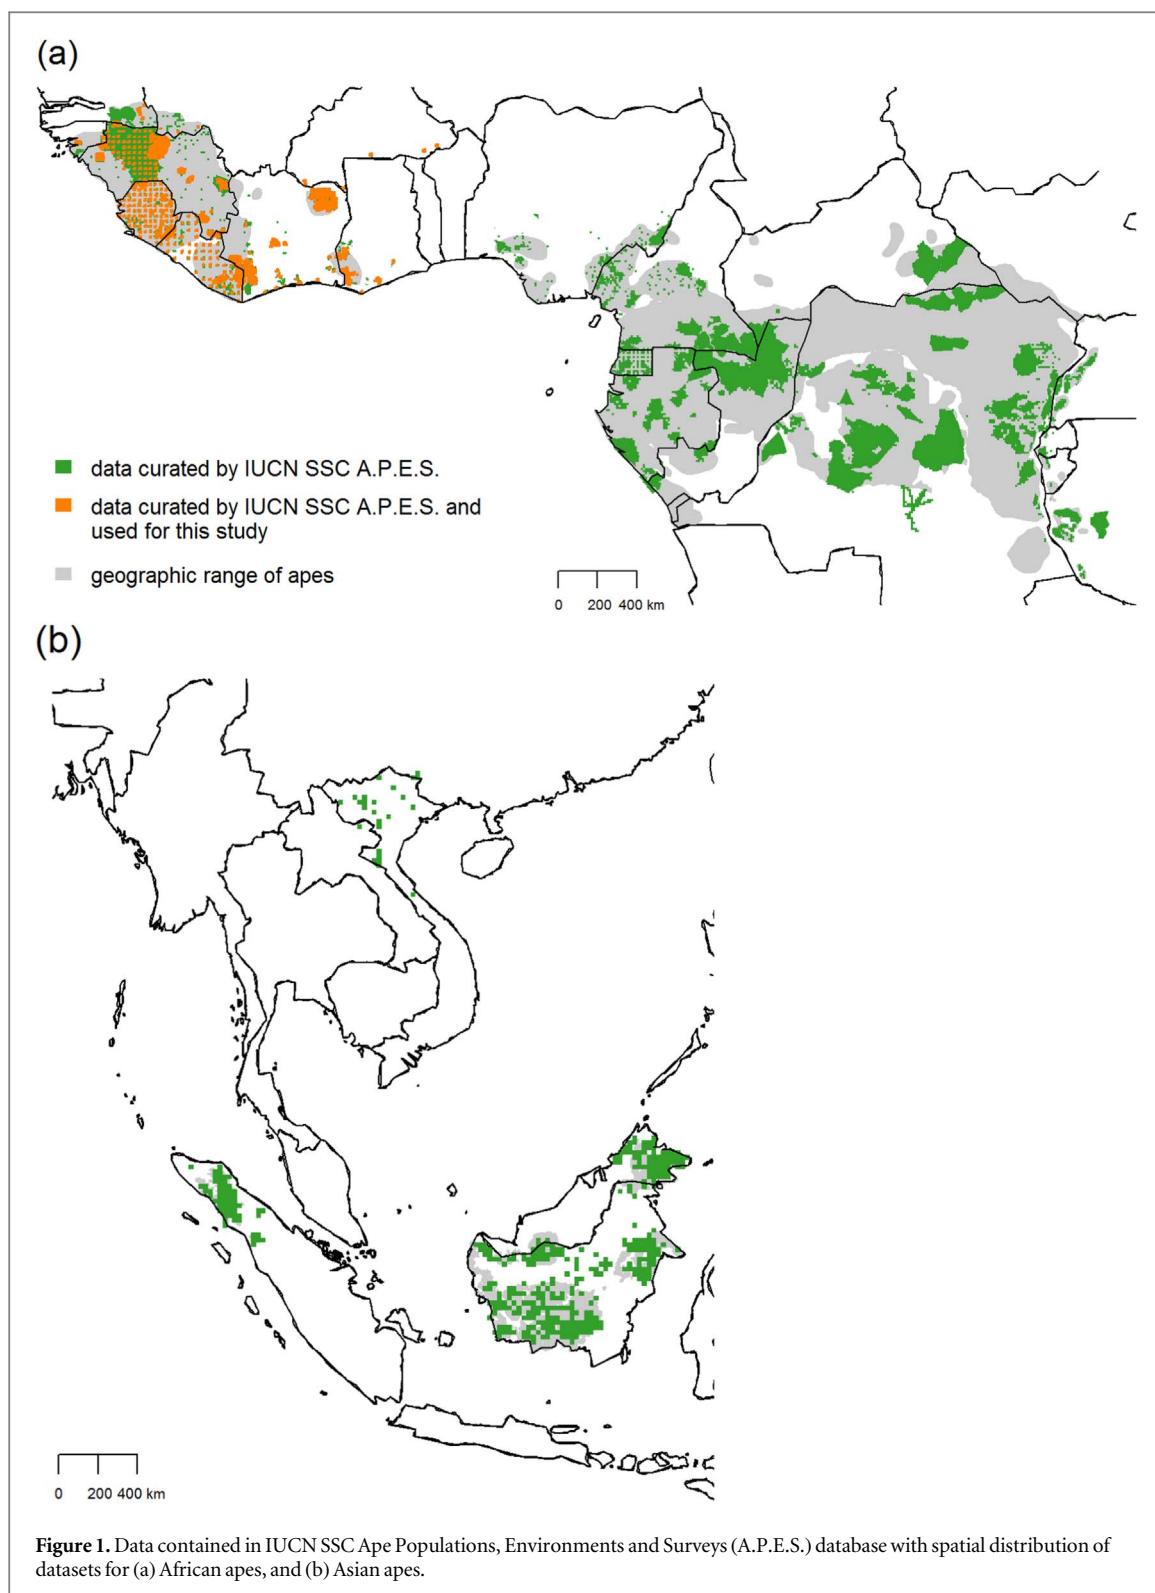 (a)
data curated by IUCN SSC A.P.E.S.
data curated by IUCN SSC A.P.E.S. and
used for this study
geographic range of apes
0 200 400 km
(b)
0 200 400 km
Figure 1. Data contained in IUCN SSC Ape Populations, Environments and Surveys (A.P.E.S.) database with spatial distribution of
datasets for (a) African apes, and (b) Asian apes.